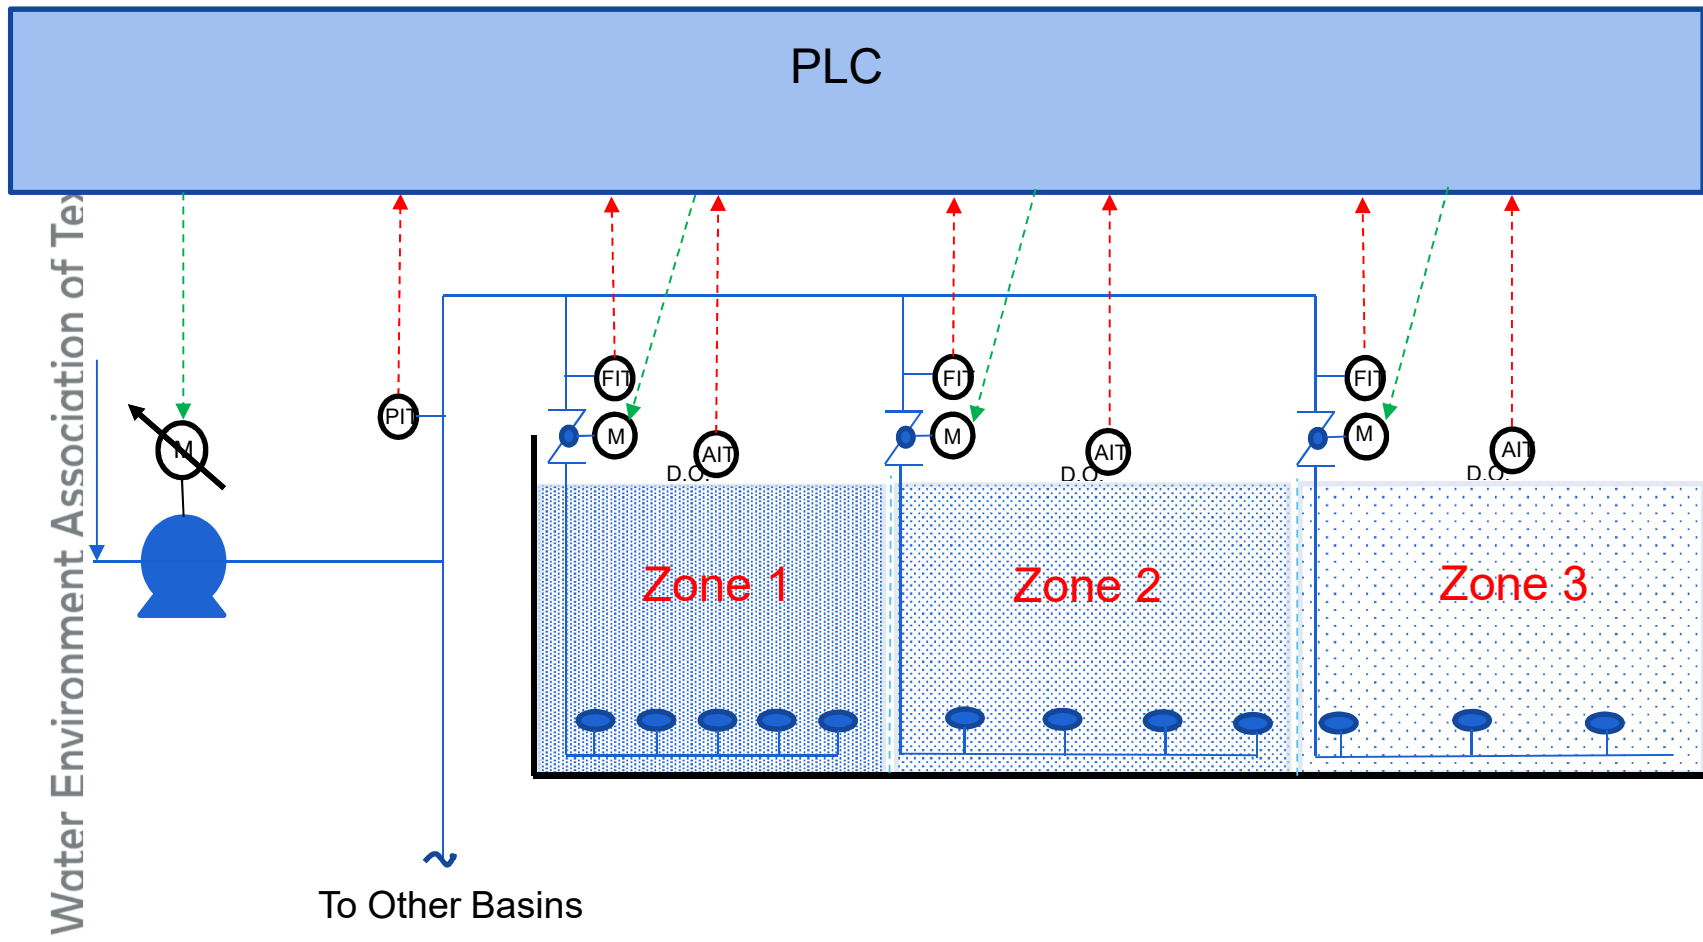 PLC
Water Environment Association of Tex
FIT
FIT
FIT
PIT
M
M
M
M
AIT
AIT
AIT
D.O.
D.O.
D.O.
Zone 1
Zone 2
Zone 3
To Other Basins